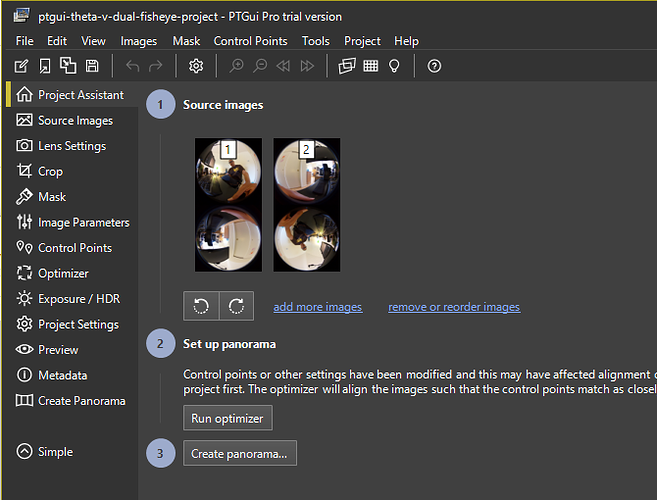 ptgui-theta-v-dual-fisheye-project - PTGui Pro trial version
File Edit View Images Mask Control Points Tools Project Help
Project Assistant
Source Images
Lens Settings
Crop
Mask
Image Parameters
Control Points
Optimizer
Exposure / HDR
Project Settings
Preview
Metadata
Create Panorama
Simple
1 Source images
1 2
add more images remove or reorder images
2 Set up panorama
Control points or other settings have been modified and this may have affected alignment
project first. The optimizer will align the images such that the control points match as closel
Run optimizer
3 Create panorama...